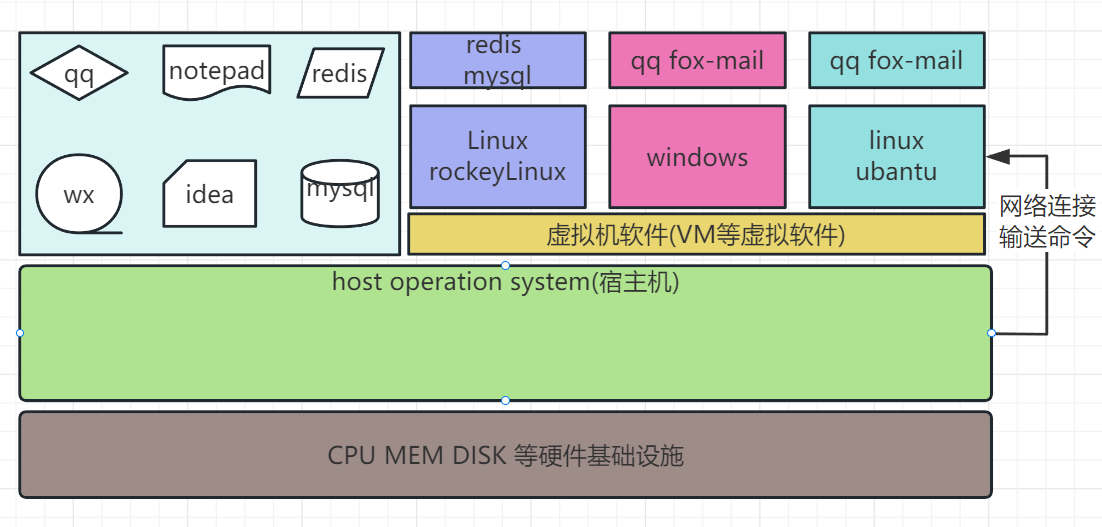 qq
notepad
redis
wx
idea
mysql
redis
mysql
qq fox-mail
qq fox-mail
Linux
rockeyLinux
windows
linux
ubantu
虚拟机软件(VM等虚拟软件)
网络连接
输送命令
host operation system(宿主机)
CPU MEM DISK 等硬件基础设施